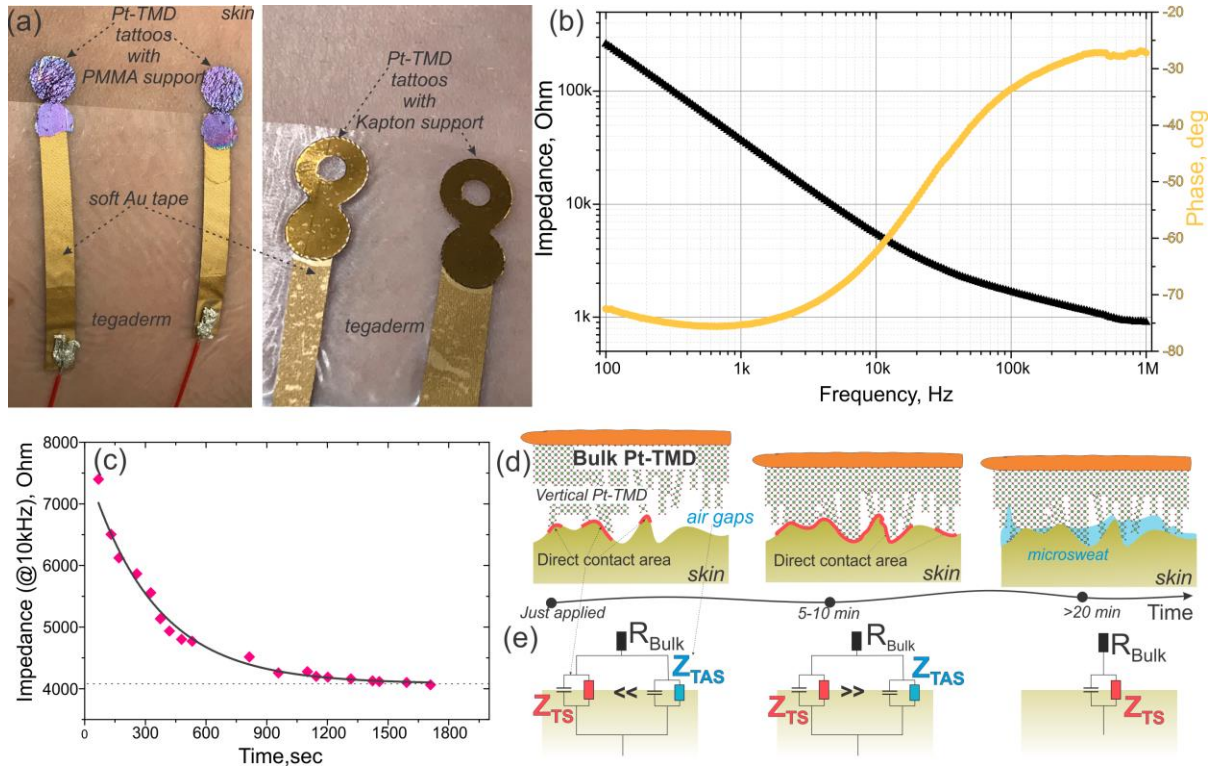 (a)
Pt-TMD
tattoos
with
PMMA support
skin
soft Au tape
tegaderm
Pt-TMD
tattoos
with
Kapton support
tegaderm
(b)
Impedance, Ohm
100k
10k
1k
100 1k 10k 100k 1M
Frequency, Hz
-20
-30
-40
-50
-60
-70
-80
Phase, deg
(c)
Impedance (@10kHz), Ohm
8000
7000
6000
5000
4000
0 300 600 900 1200 1500 1800
Time,sec
(d)
Bulk Pt-TMD
Vertical Pt-TMD
air gaps
Direct contact area
skin
Direct contact area
skin
microsweat
skin
Just applied
5-10 min
>20 min
Time
(e)
RBulk
ZTS << ZTAS
RBulk
ZTS >> ZTAS
RBulk
ZTS